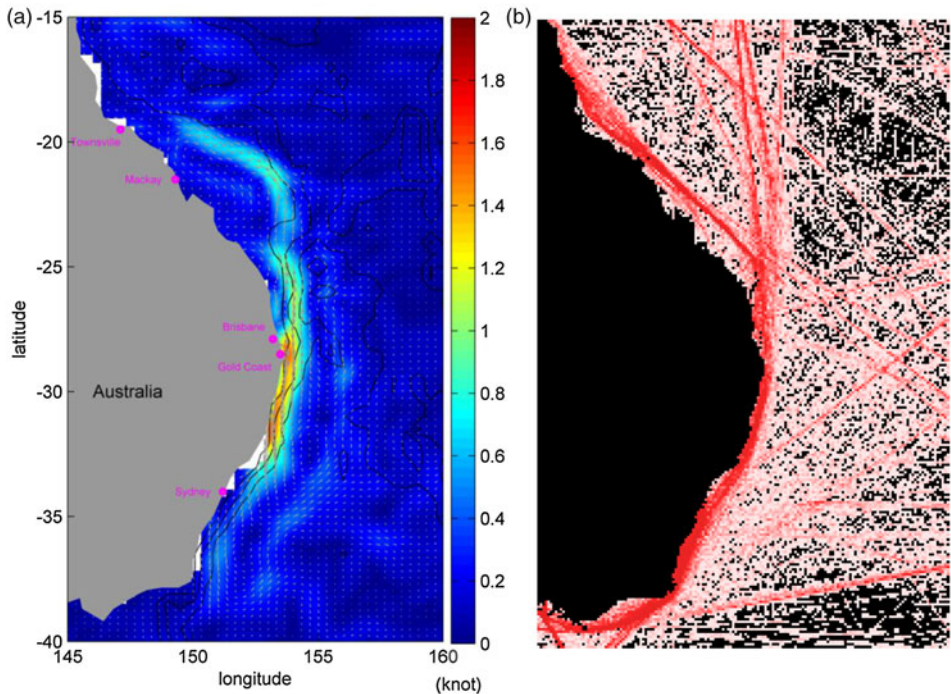 (a)
-15
-20
-25
-30
-35
-40
latitude
145
150
155
160
longitude
Townsville
Mackay
Brisbane
Gold Coast
Australia
Sydney
2
1.8
1.6
1.4
1.2
1
0.8
0.6
0.4
0.2
0
(knot)
(b)